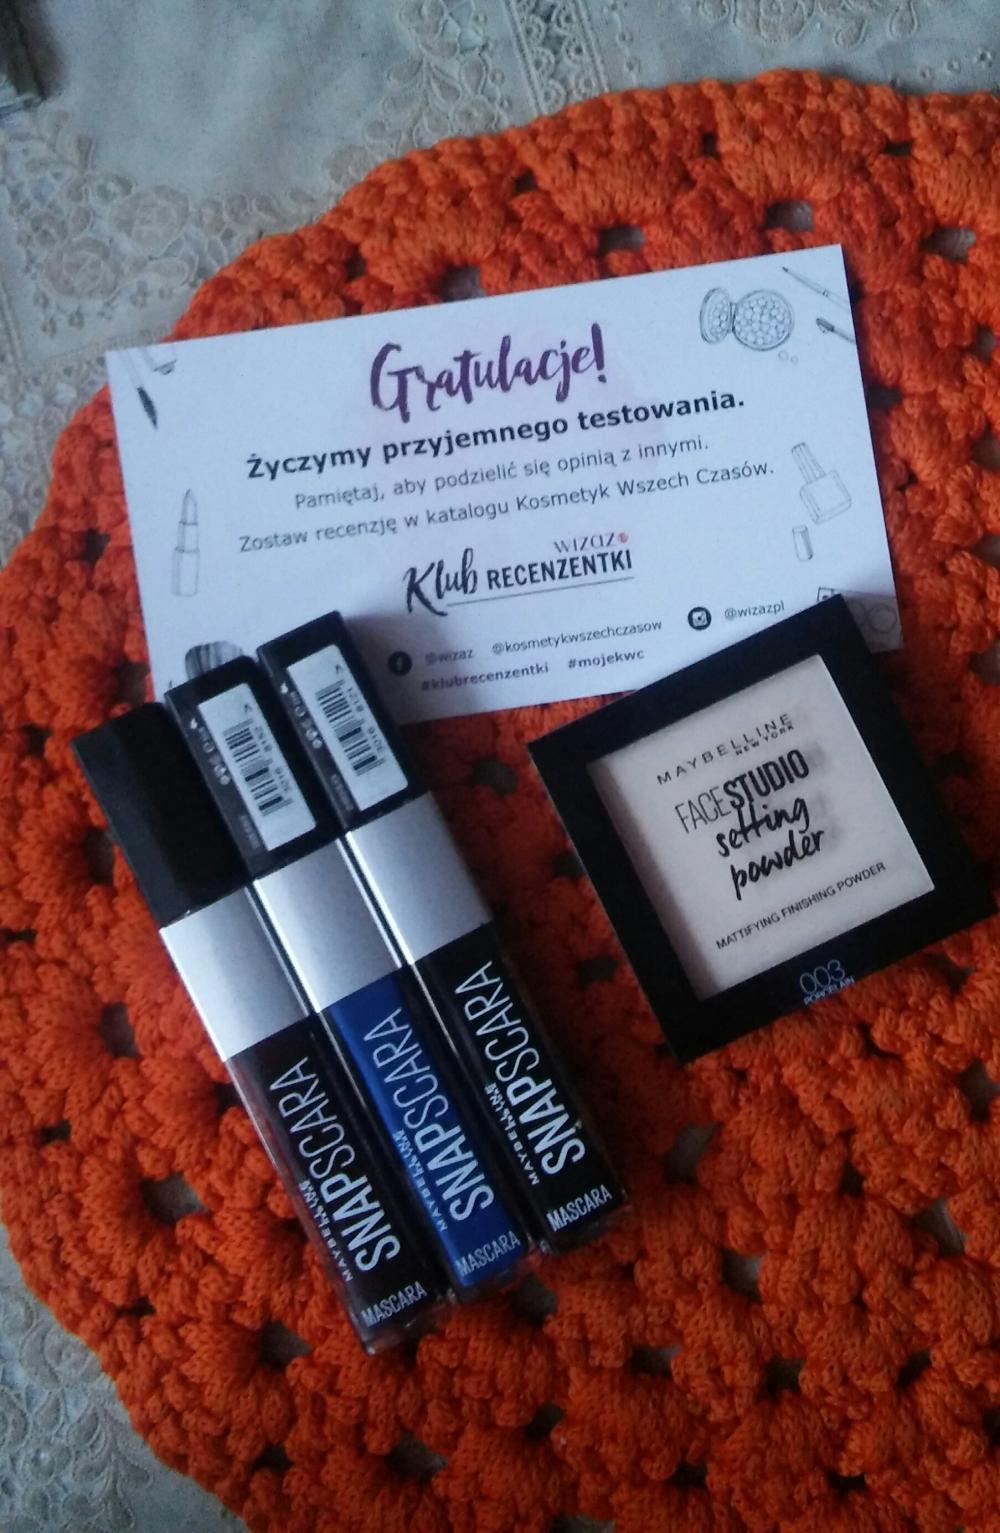 Gratulacje!
Życzymy przyjemnego testowania.
Pamiętaj, aby podzielić się opinią z innymi.
Zostaw recenzję w katalogu Kosmetyk Wszech Czasów.
wizaz
Klub RECENZENTKI
@wizaz @kosmetykwszechczasow @wizazpl
#klubrecenzentki #mojekwc
MAYBELLINE
NEW YORK
FACESTUDIO
setting
powder
MATTIFYING FINISHING POWDER
003
PORCELAIN
MAYBELLINE
SNAPSCARA
MASCARA
MAYBELLINE
SNAPSCARA
MASCARA
MAYBELLINE
SNAPSCARA
MASCARA